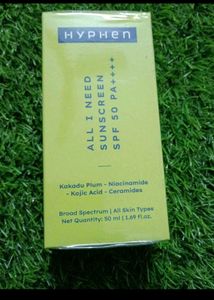 HYPHEN
ALL I NEED
SUNSCREEN
SPF 50 PA++++
Kakadu Plum - Niacinamide
- Kojic Acid - Ceramides
Broad Spectrum | All Skin Types
Net Quantity: 50 ml | 1.69 fl.oz.